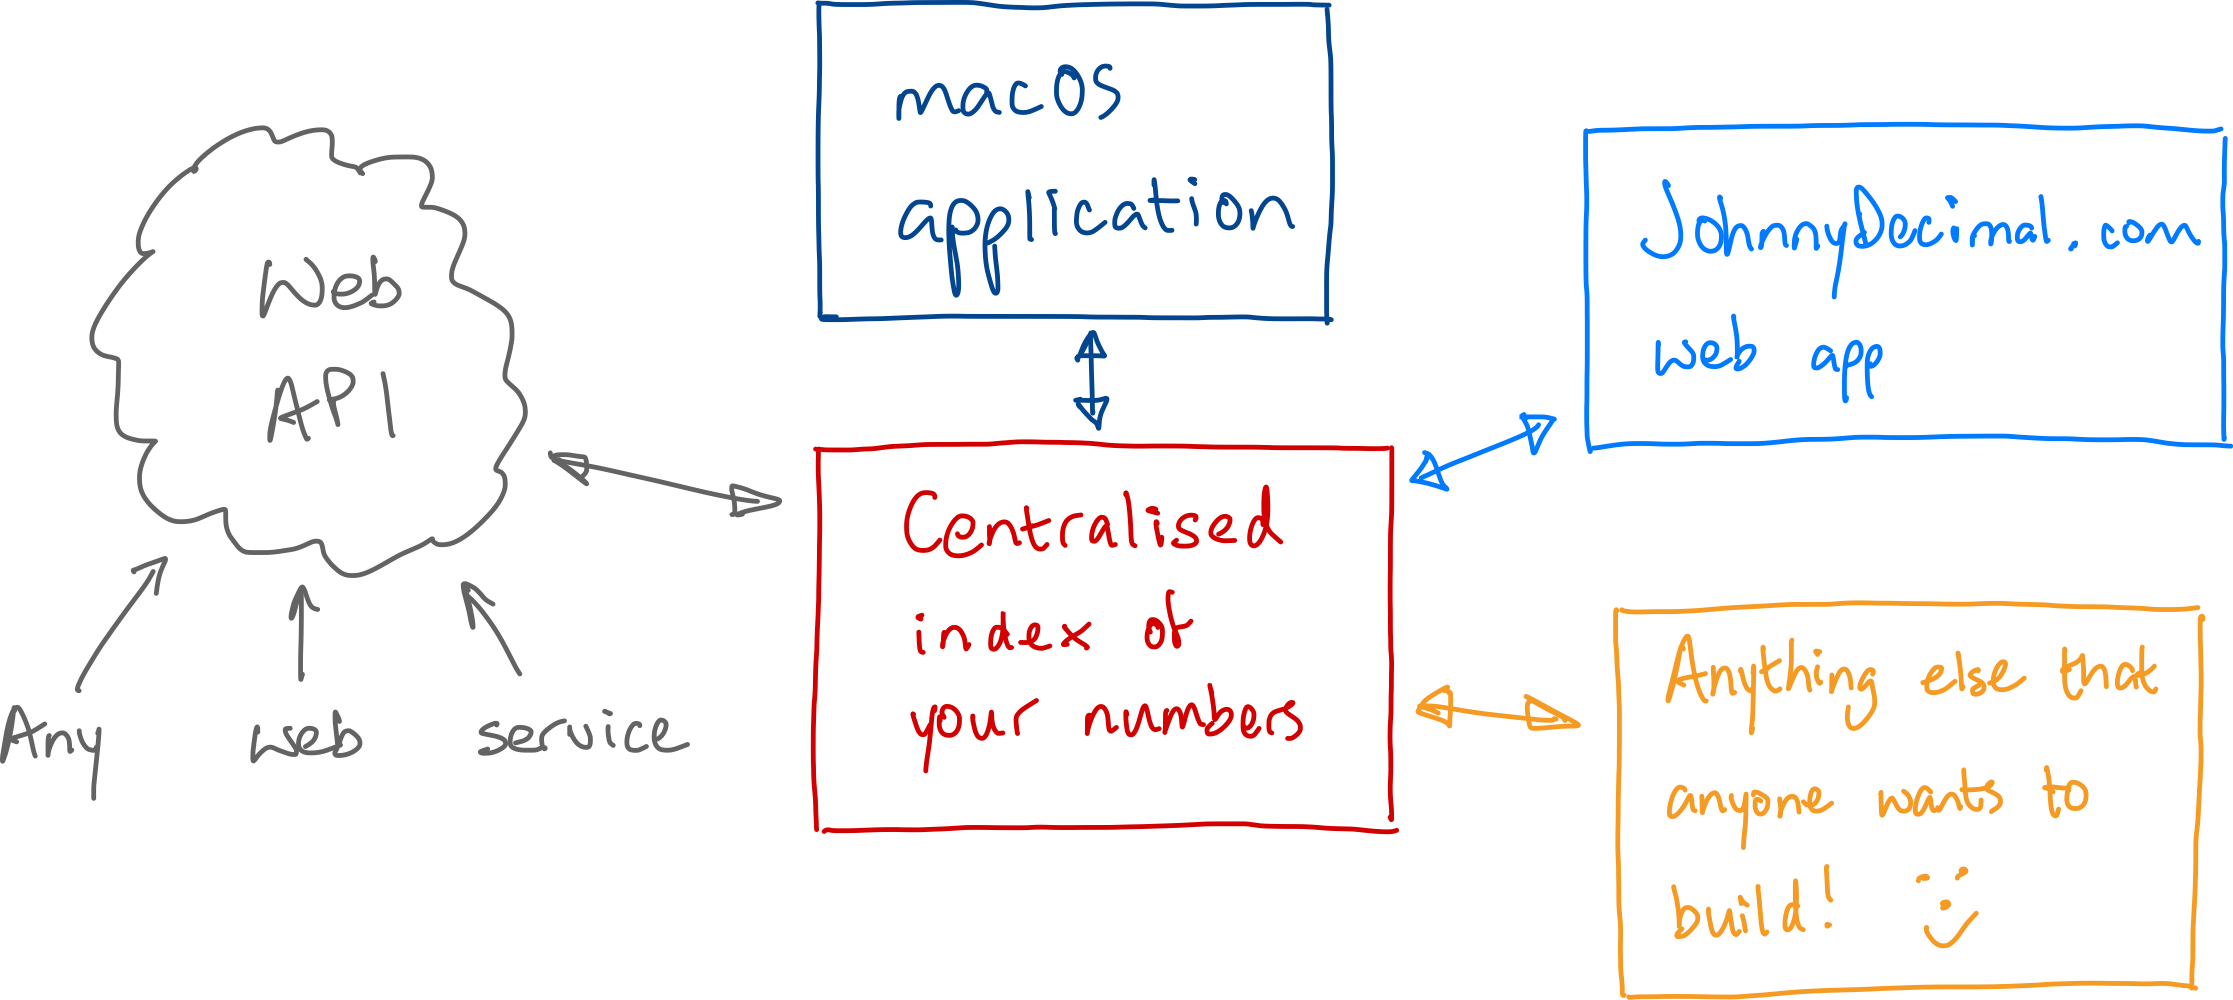 macOS
application
Web
API
Any web service
Centralised
index of
your numbers
JohnnyDecimal.com
web app
Anything else that
anyone wants to
build!